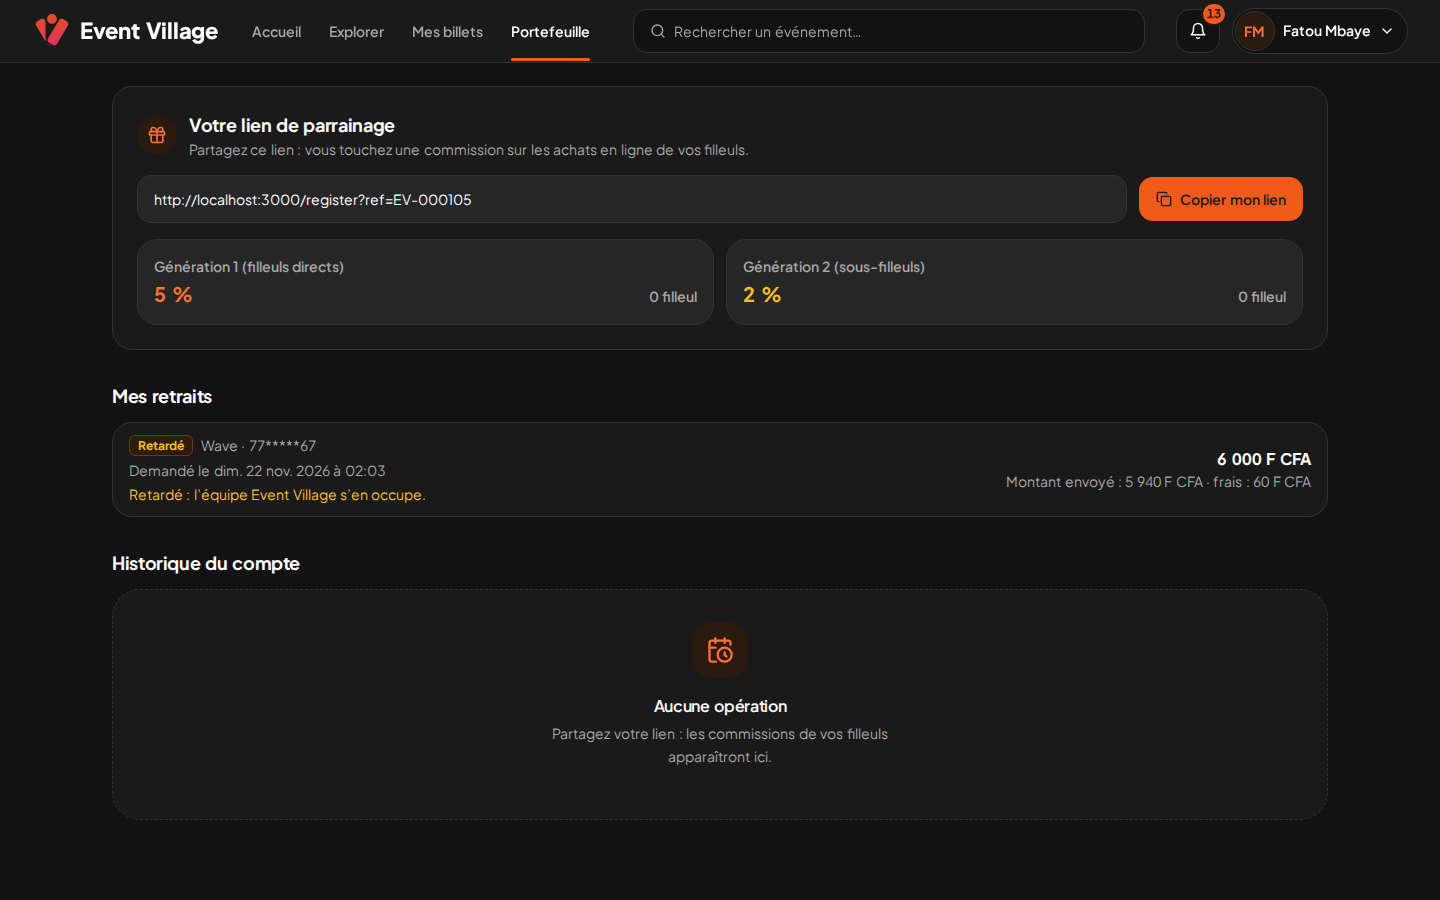 Event Village
Accueil
Explorer
Mes billets
Portefeuille
Rechercher un événement…
13
FM
Fatou Mbaye
Votre lien de parrainage
Partagez ce lien : vous touchez une commission sur les achats en ligne de vos filleuls.
http://localhost:3000/register?ref=EV-000105
Copier mon lien
Génération 1 (filleuls directs)
5 %
0 filleul
Génération 2 (sous-filleuls)
2 %
0 filleul
Mes retraits
Retardé
Wave · 77*****67
Demandé le dim. 22 nov. 2026 à 02:03
Retardé : l’équipe Event Village s’en occupe.
6 000 F CFA
Montant envoyé : 5 940 F CFA · frais : 60 F CFA
Historique du compte
Aucune opération
Partagez votre lien : les commissions de vos filleuls
apparaîtront ici.